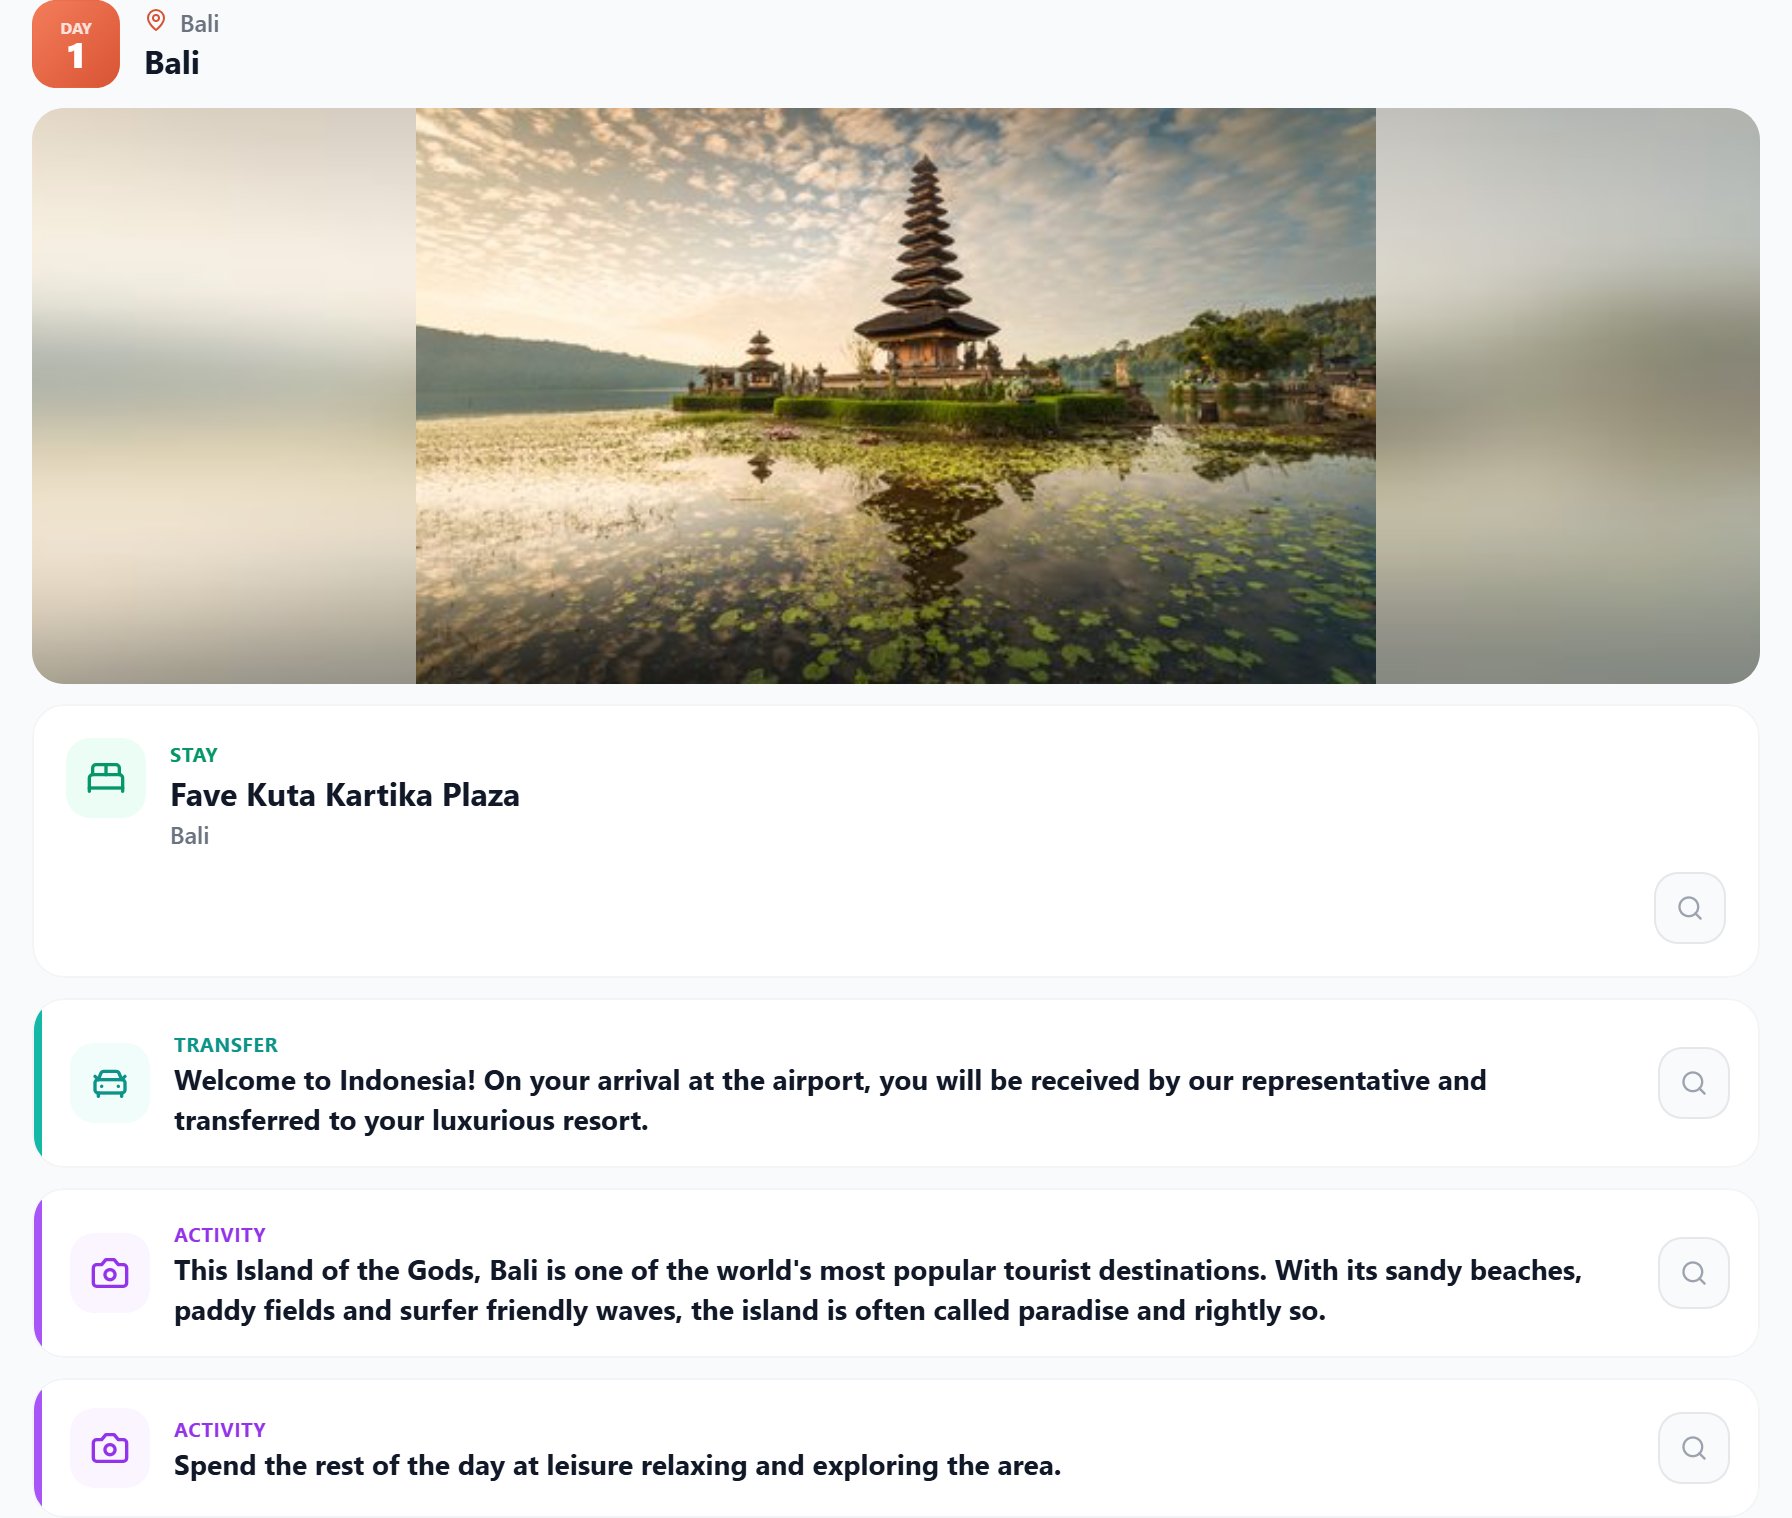 DAY
1
Bali
Bali
STAY
Fave Kuta Kartika Plaza
Bali
TRANSFER
Welcome to Indonesia! On your arrival at the airport, you will be received by our representative and
transferred to your luxurious resort.
ACTIVITY
This Island of the Gods, Bali is one of the world's most popular tourist destinations. With its sandy beaches,
paddy fields and surfer friendly waves, the island is often called paradise and rightly so.
ACTIVITY
Spend the rest of the day at leisure relaxing and exploring the area.